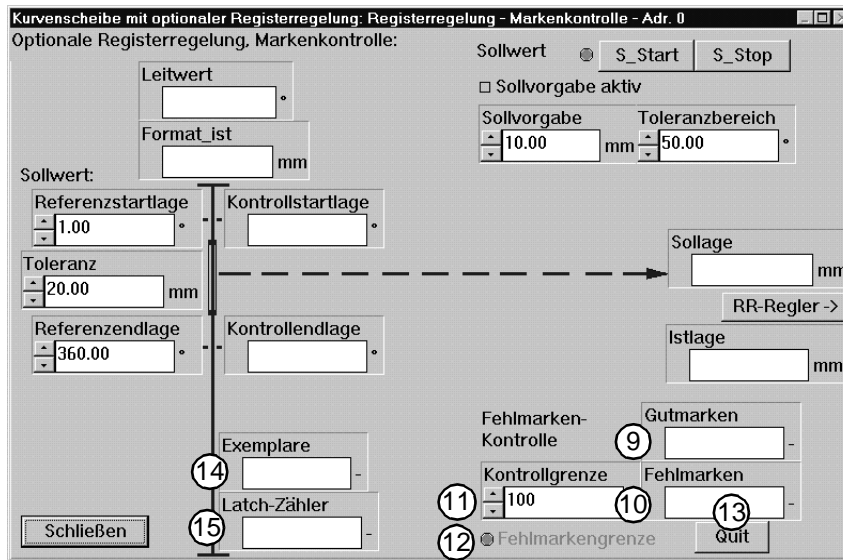 Kurvenscheibe mit optionaler Registerregelung: Registerregelung - Markenkontrolle - Adr. 0
Optionale Registerregelung, Markenkontrolle:
Sollwert S_Start S_Stop
Sollvorgabe aktiv
Leitwert
°
Sollvorgabe Toleranzbereich
10.00 mm 50.00 °
Format_ist
mm
Sollwert:
Referenzstartlage Kontrollstartlage
1.00 ° °
Sollage
mm
Toleranz
20.00 mm
RR-Regler ->
Referenzendlage Kontrollendlage
360.00 ° °
Istlage
mm
Fehlmarken-
Kontrolle
Gutmarken
9 -
Exemplare
14 -
Kontrollgrenze Fehlmarken
11 100 10 -
Latch-Zähler
15 -
13
Schließen
12 Fehlmarkengrenze Quit